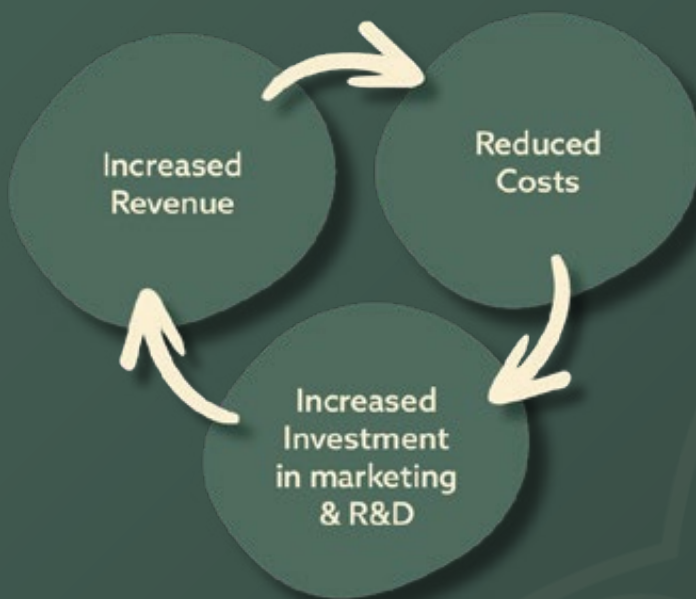 Increased
Revenue
Reduced
Costs
Increased
Investment
in marketing
& R&D